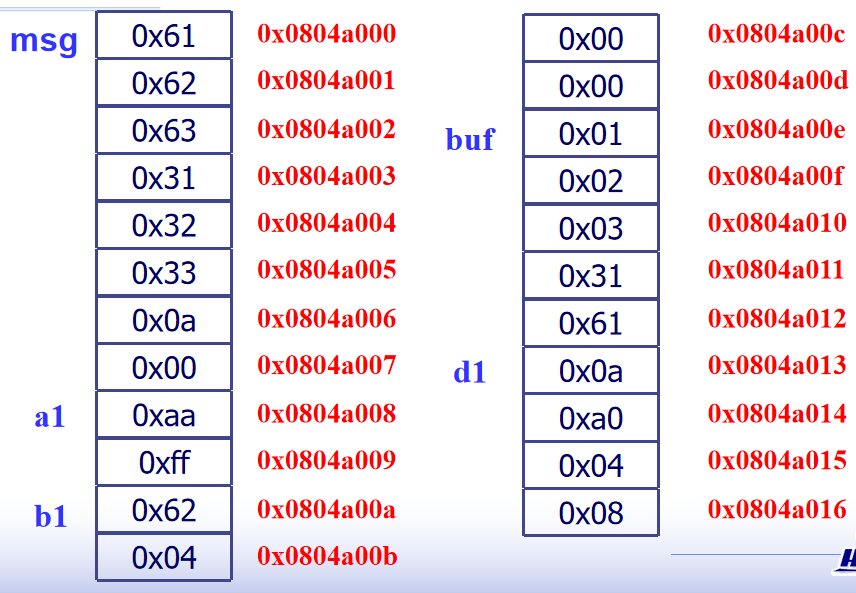 msg 0x61 0x0804a000
0x62 0x0804a001
0x63 0x0804a002
0x31 0x0804a003
0x32 0x0804a004
0x33 0x0804a005
0x0a 0x0804a006
0x00 0x0804a007
a1 0xaa 0x0804a008
0xff 0x0804a009
b1 0x62 0x0804a00a
0x04 0x0804a00b
0x00 0x0804a00c
0x00 0x0804a00d
buf 0x01 0x0804a00e
0x02 0x0804a00f
0x03 0x0804a010
0x31 0x0804a011
0x61 0x0804a012
d1 0x0a 0x0804a013
0xa0 0x0804a014
0x04 0x0804a015
0x08 0x0804a016